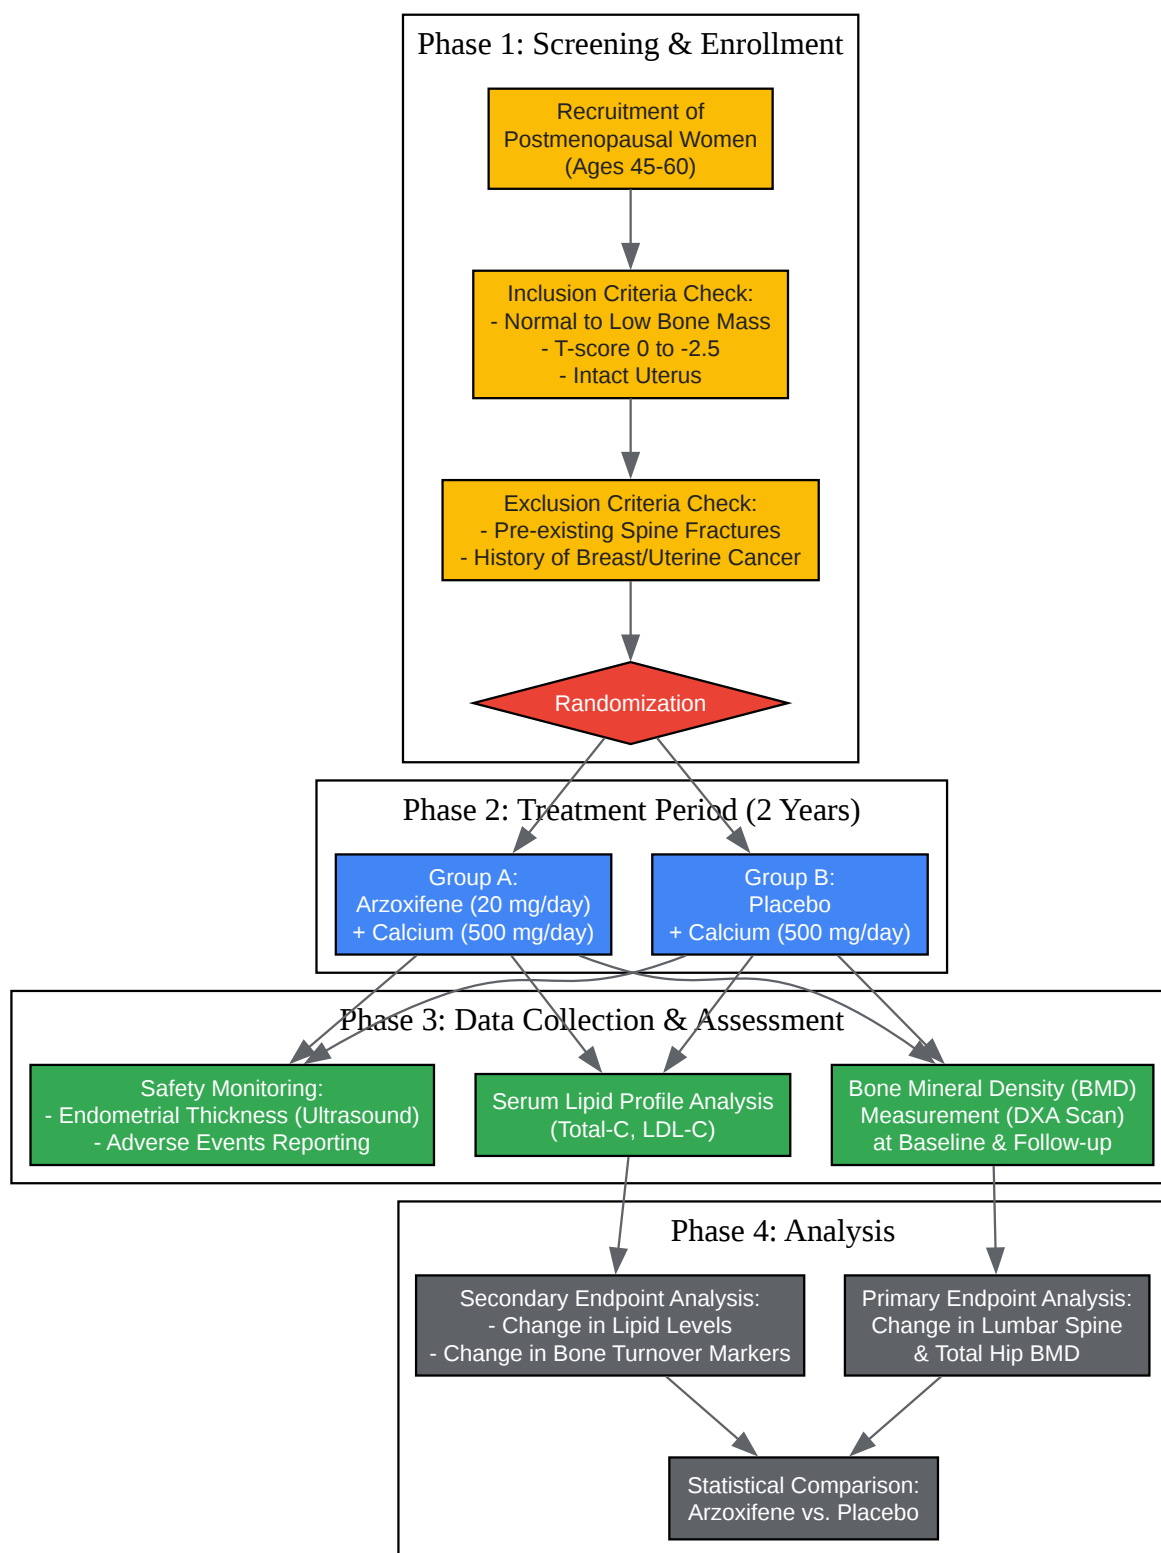 Phase 1: Screening & Enrollment
Recruitment of
Postmenopausal Women
(Ages 45-60)
Inclusion Criteria Check:
- Normal to Low Bone Mass
- T-score 0 to -2.5
- Intact Uterus
Exclusion Criteria Check:
- Pre-existing Spine Fractures
- History of Breast/Uterine Cancer
Randomization
Phase 2: Treatment Period (2 Years)
Group A:
Arzoxifene (20 mg/day)
+ Calcium (500 mg/day)
Group B:
Placebo
+ Calcium (500 mg/day)
Phase 3: Data Collection & Assessment
Safety Monitoring:
- Endometrial Thickness (Ultrasound)
- Adverse Events Reporting
Serum Lipid Profile Analysis
(Total-C, LDL-C)
Bone Mineral Density (BMD)
Measurement (DXA Scan)
at Baseline & Follow-up
Phase 4: Analysis
Secondary Endpoint Analysis:
- Change in Lipid Levels
- Change in Bone Turnover Markers
Primary Endpoint Analysis:
Change in Lumbar Spine
& Total Hip BMD
Statistical Comparison:
Arzoxifene vs. Placebo